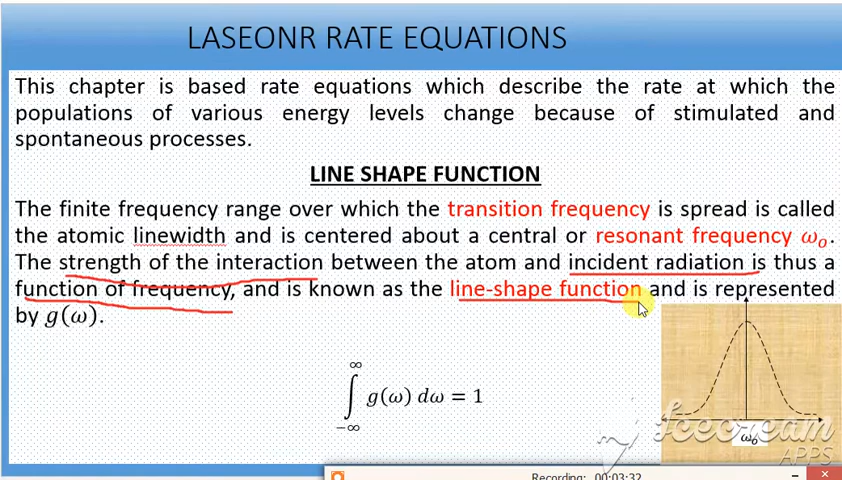 LASEONR RATE EQUATIONS
This chapter is based rate equations which describe the rate at which the
populations of various energy levels change because of stimulated and
spontaneous processes.
LINE SHAPE FUNCTION
The finite frequency range over which the transition frequency is spread is called
the atomic linewidth and is centered about a central or resonant frequency ω₀.
The strength of the interaction between the atom and incident radiation is thus a
function of frequency, and is known as the line-shape function and is represented
by g(ω).
∫_{-∞}^{∞} g(ω) dω = 1
ω₀
Icecream
APPS
Recording: 00:03:32